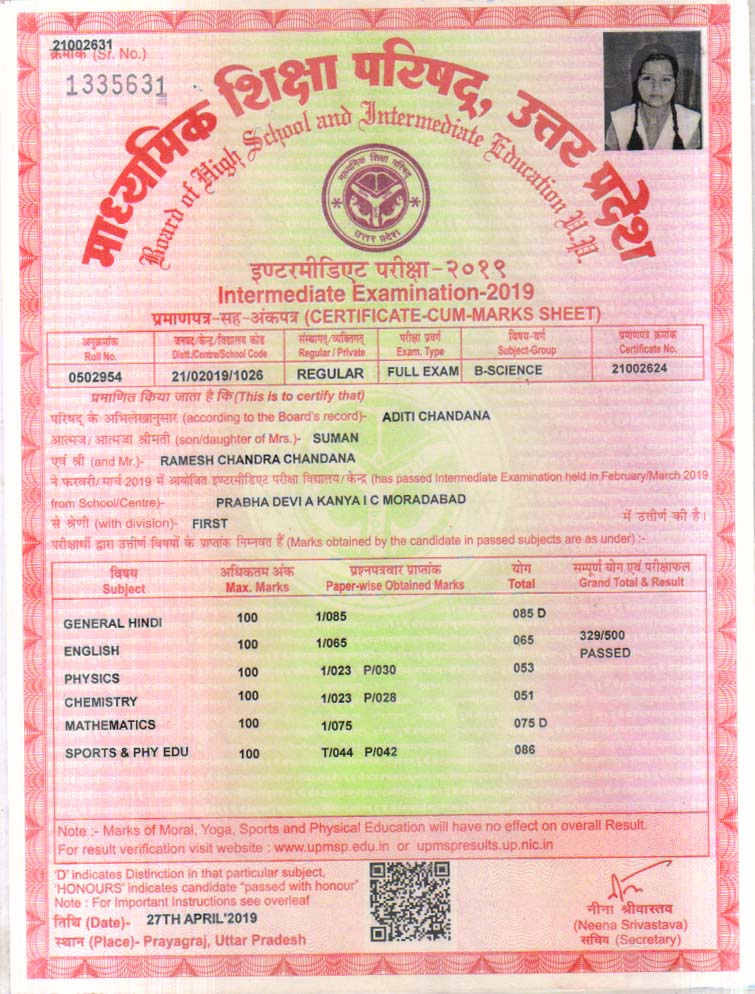 21002631
क्रमांक (Sr. No.)
1335631
माध्यमिक शिक्षा परिषद्, उत्तर प्रदेश
Board of High School and Intermediate Education U.P.
माध्यमिक शिक्षा परिषद्
उत्तर प्रदेश
इण्टरमीडिएट परीक्षा-२०१९
Intermediate Examination-2019
प्रमाणपत्र-सह-अंकपत्र (CERTIFICATE-CUM-MARKS SHEET)
अनुक्रमांक जनपद/केन्द्र/विद्यालय कोड संस्थागत/व्यक्तिगत परीक्षा प्रवर्ग विषय-वर्ग प्रमाणपत्र क्रमांक
Roll No. Distt./Centre/School Code Regular / Private Exam. Type Subject-Group Certificate No.
0502954 21/02019/1026 REGULAR FULL EXAM B-SCIENCE 21002624
प्रमाणित किया जाता है कि (This is to certify that)
परिषद् के अभिलेखानुसार (according to the Board's record)- ADITI CHANDANA
आत्मज/आत्मजा श्रीमती (son/daughter of Mrs.)- SUMAN
एवं श्री (and Mr.)- RAMESH CHANDRA CHANDANA
ने फरवरी/मार्च 2019 में आयोजित इण्टरमीडिएट परीक्षा विद्यालय/केन्द्र (has passed Intermediate Examination held in February/March 2019
from School/Centre)- PRABHA DEVI A KANYA I C MORADABAD
से श्रेणी (with division)- FIRST में उत्तीर्ण की है।
परीक्षार्थी द्वारा उत्तीर्ण विषयों के प्राप्तांक निम्नवत हैं (Marks obtained by the candidate in passed subjects are as under) :-
विषय अधिकतम अंक प्रश्नपत्रवार प्राप्तांक योग सम्पूर्ण योग एवं परीक्षाफल
Subject Max. Marks Paper-wise Obtained Marks Total Grand Total & Result
GENERAL HINDI 100 1/085 085 D
ENGLISH 100 1/065 065 329/500
PASSED
PHYSICS 100 1/023 P/030 053
CHEMISTRY 100 1/023 P/028 051
MATHEMATICS 100 1/075 075 D
SPORTS & PHY EDU 100 T/044 P/042 086
Note :- Marks of Moral, Yoga, Sports and Physical Education will have no effect on overall Result.
For result verification visit website : www.upmsp.edu.in or upmspresults.up.nic.in
'D' indicates Distinction in that particular subject,
'HONOURS' indicates candidate "passed with honour"
Note : For Important Instructions see overleaf
तिथि (Date)- 27TH APRIL'2019
स्थान (Place)- Prayagraj, Uttar Pradesh
नीना श्रीवास्तव
(Neena Srivastava)
सचिव (Secretary)